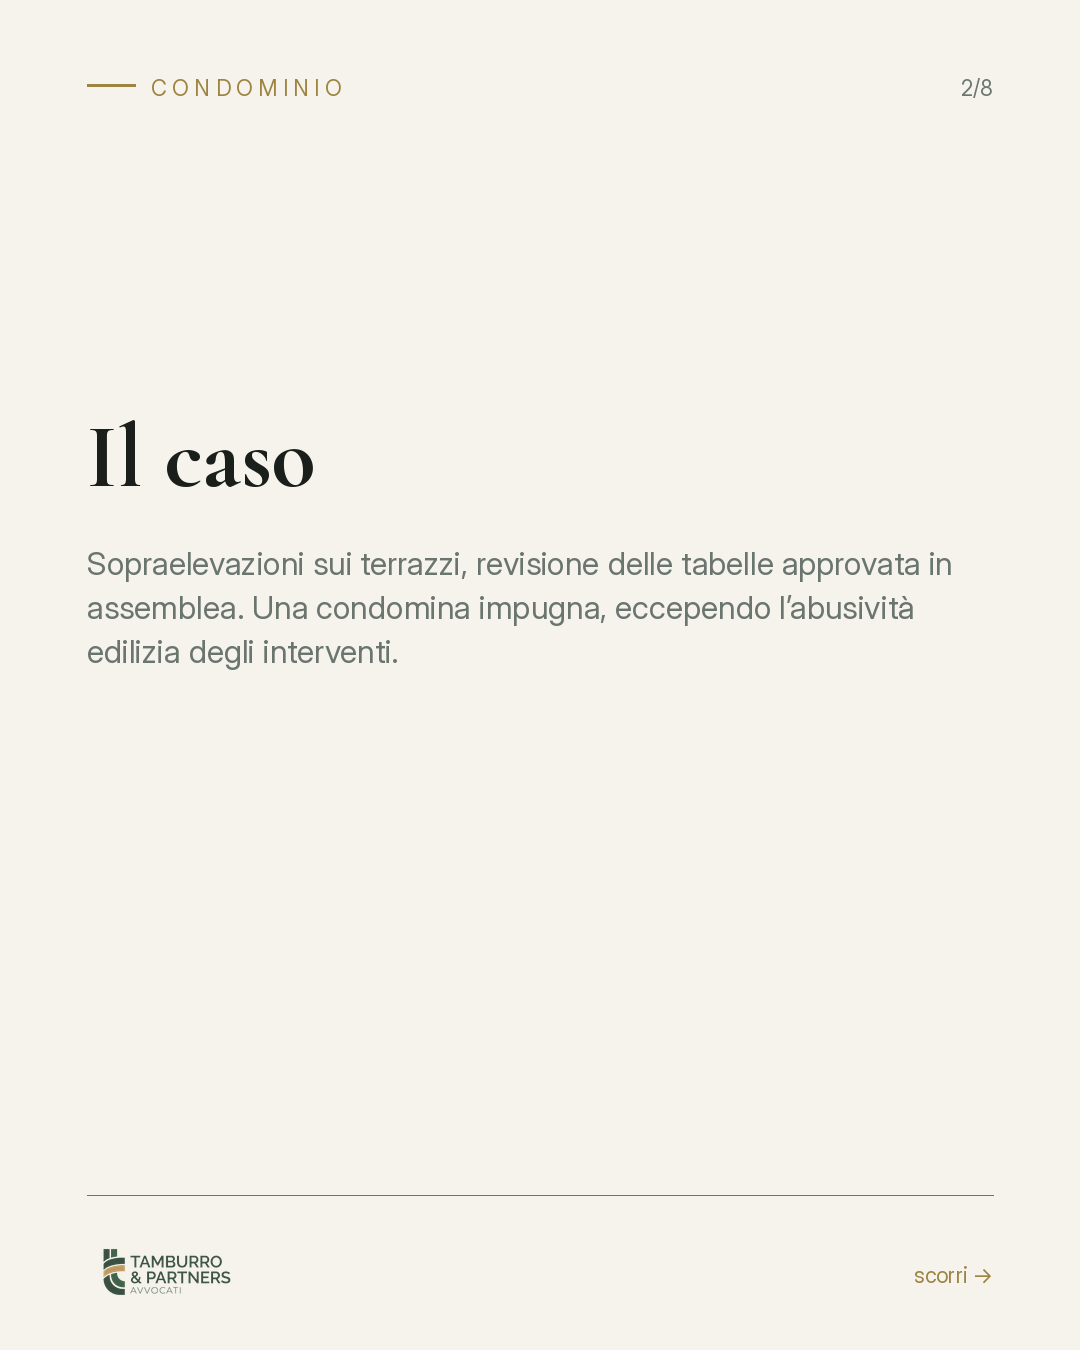 CONDOMINIO
2/8
Il caso
Sopraelevazioni sui terrazzi, revisione delle tabelle approvata in
assemblea. Una condomina impugna, eccependo l’abusività
edilizia degli interventi.
TAMBURRO
& PARTNERS
AVVOCATI
scorri →